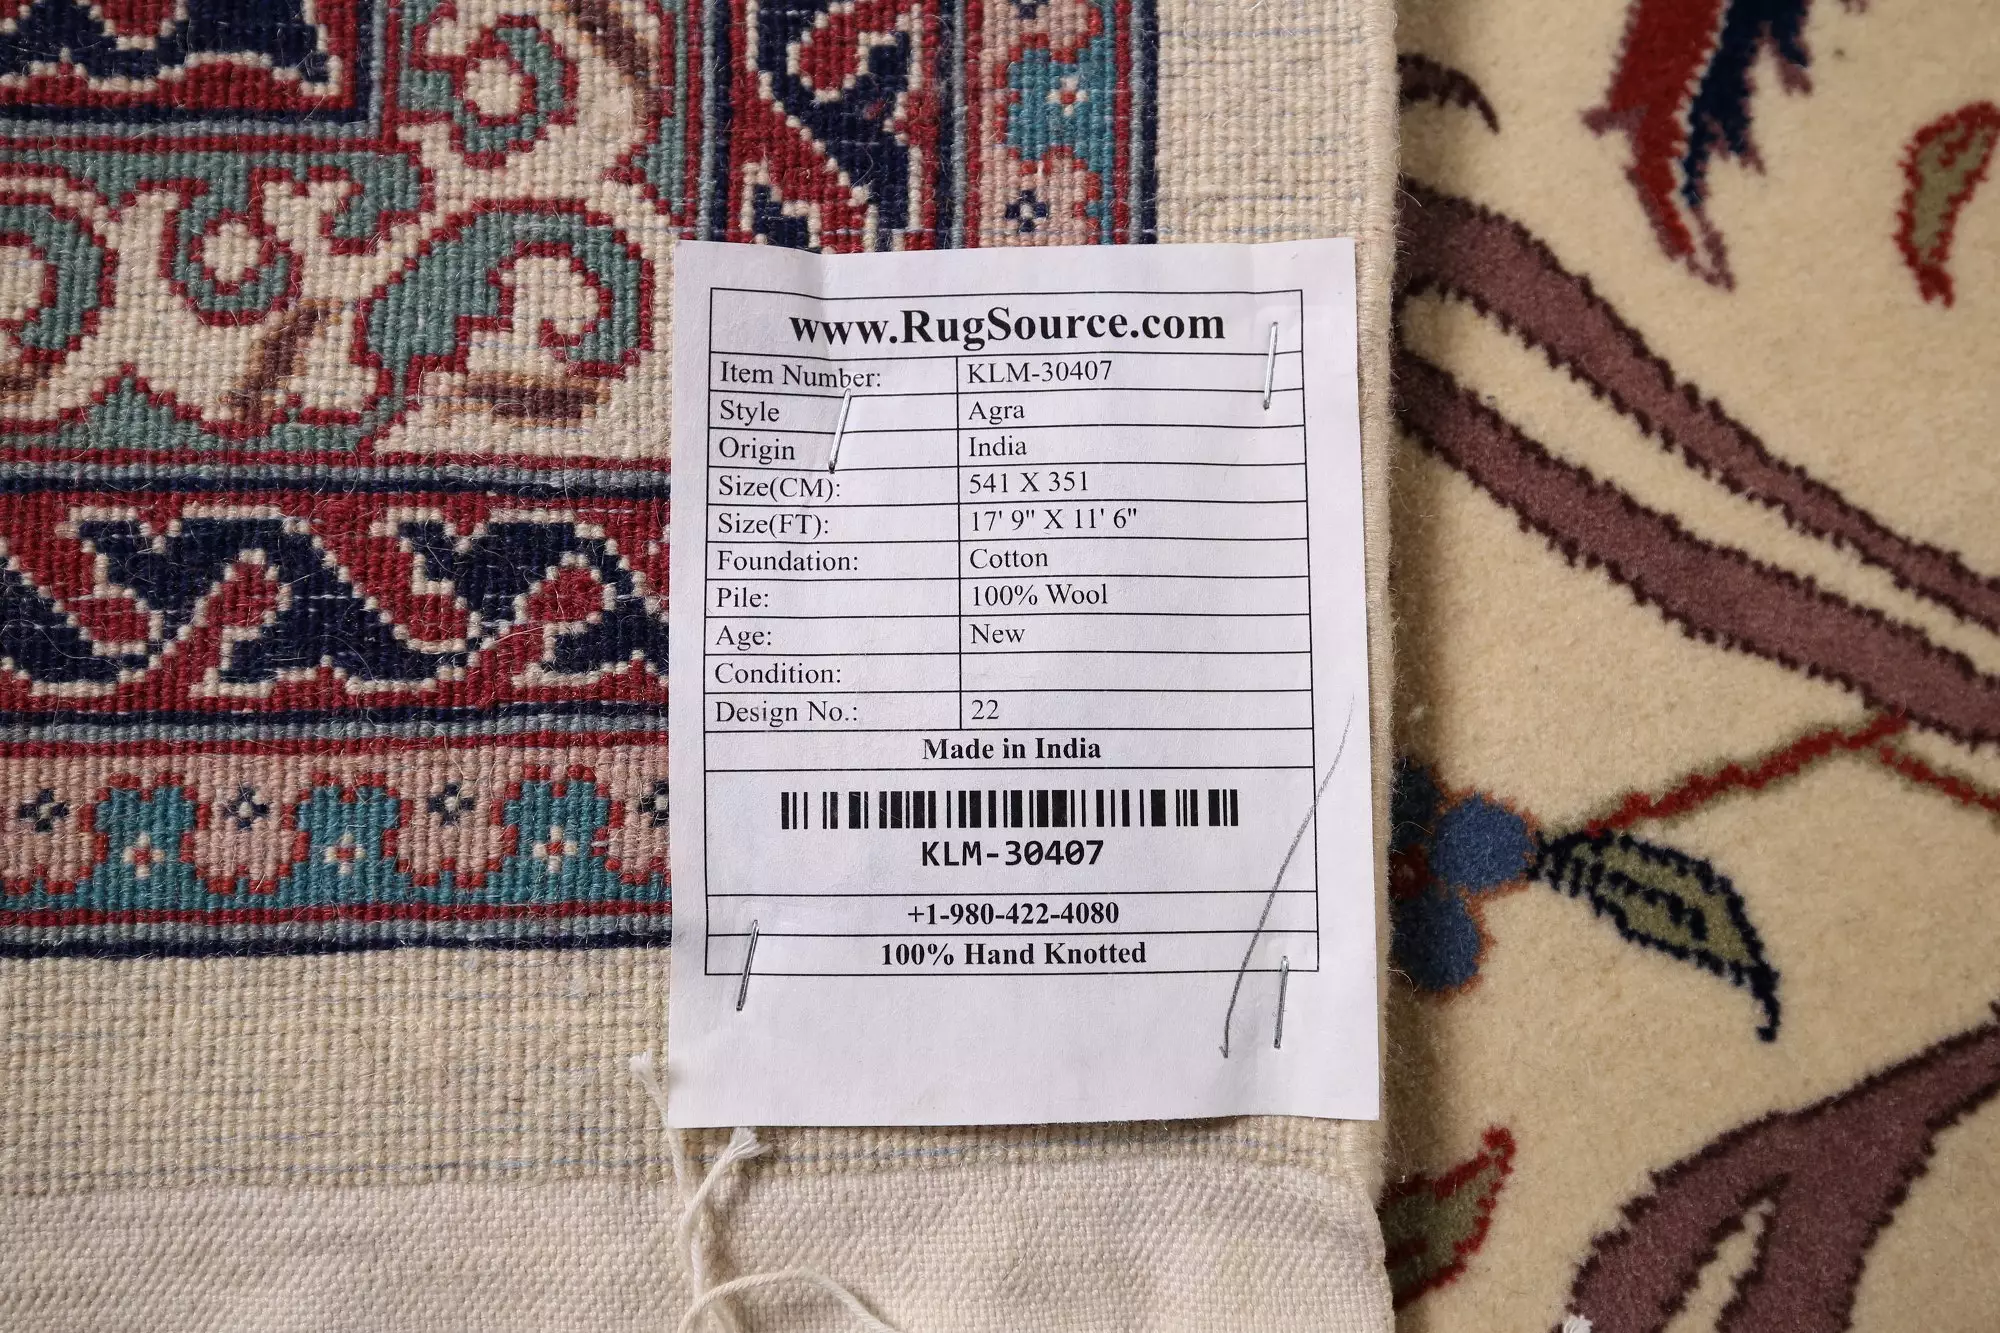 www.RugSource.com
Item Number: KLM-30407
Style Agra
Origin India
Size(CM): 541 X 351
Size(FT): 17' 9" X 11' 6"
Foundation: Cotton
Pile: 100% Wool
Age: New
Condition:
Design No.: 22
Made in India
KLM-30407
+1-980-422-4080
100% Hand Knotted